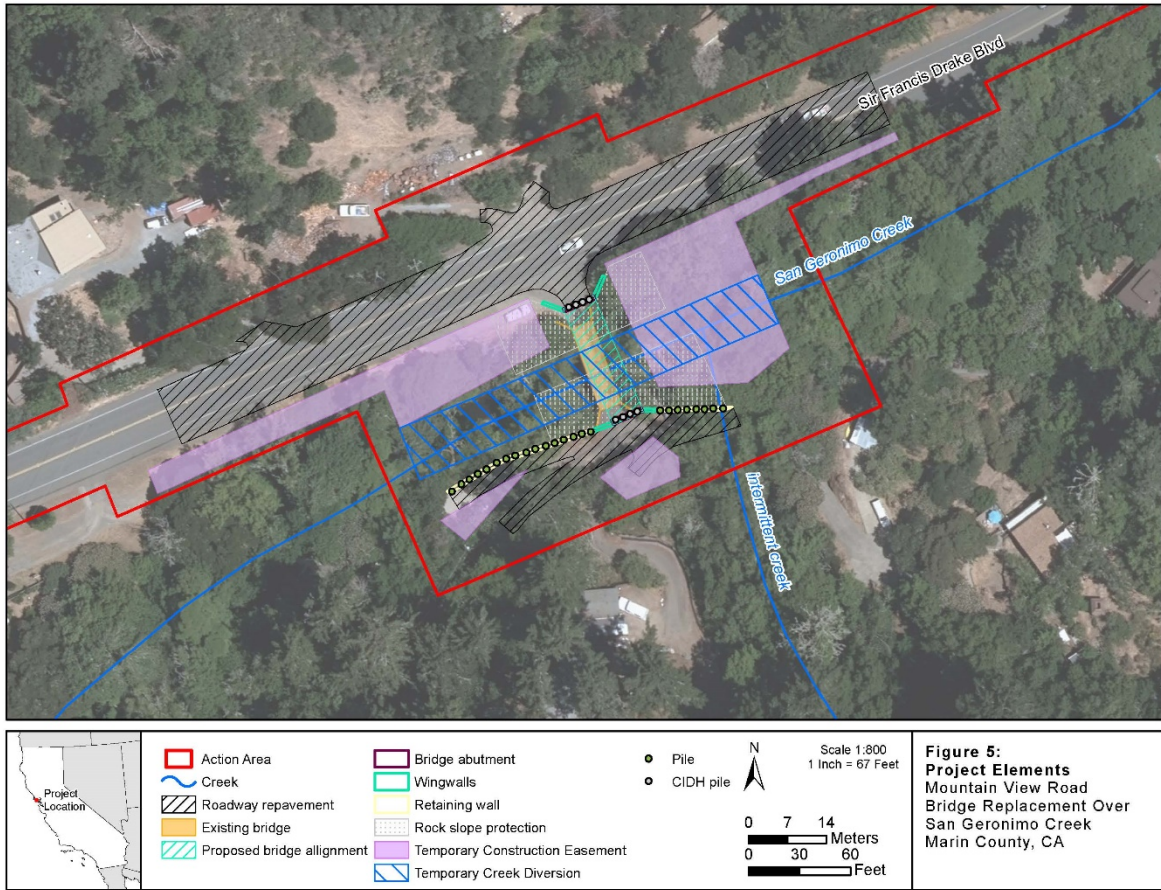 Sir Francis Drake Blvd
San Geronimo Creek
intermittent creek
Project
Location
Action Area
Creek
Roadway repavement
Existing bridge
Proposed bridge allignment
Bridge abutment
Wingwalls
Retaining wall
Rock slope protection
Temporary Construction Easement
Temporary Creek Diversion
Pile
CIDH pile
N
Scale 1:800
1 Inch = 67 Feet
0 7 14
Meters
0 30 60
Feet
Figure 5:
Project Elements
Mountain View Road
Bridge Replacement Over
San Geronimo Creek
Marin County, CA